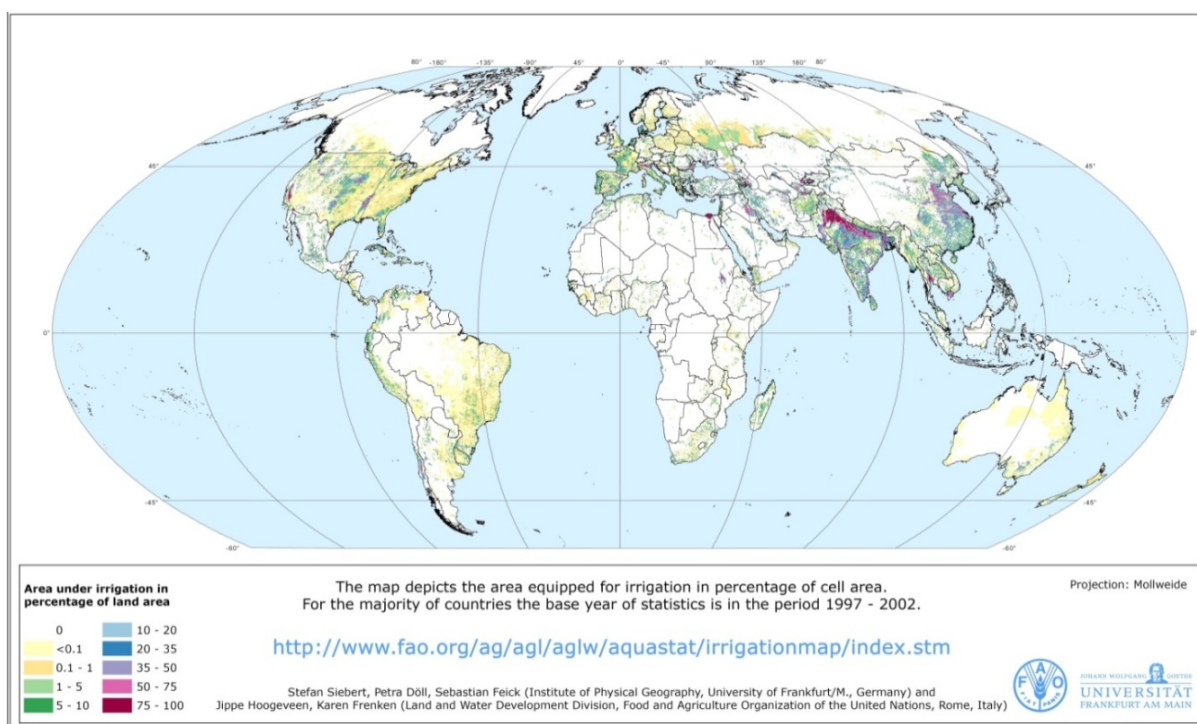 80° -180° -135° -90° 45° 0° -45° 90° 135° 180° 80°
45° 45°
0° 0°
-45° -45°
-60° -60°
Area under irrigation in
percentage of land area
0
<0.1
0.1 - 1
1 - 5
5 - 10
10 - 20
20 - 35
35 - 50
50 - 75
75 - 100
The map depicts the area equipped for irrigation in percentage of cell area.
For the majority of countries the base year of statistics is in the period 1997 - 2002.
http://www.fao.org/ag/agl/aglw/aquastat/irrigationmap/index.stm
Stefan Siebert, Petra Döll, Sebastian Feick (Institute of Physical Geography, University of Frankfurt/M., Germany) and
Jippe Hoogeveen, Karen Frenken (Land and Water Development Division, Food and Agriculture Organization of the United Nations, Rome, Italy)
Projection: Mollweide
F A O
FIAT PANIS
JOHANN WOLFGANG GOETHE
UNIVERSITÄT
FRANKFURT AM MAIN